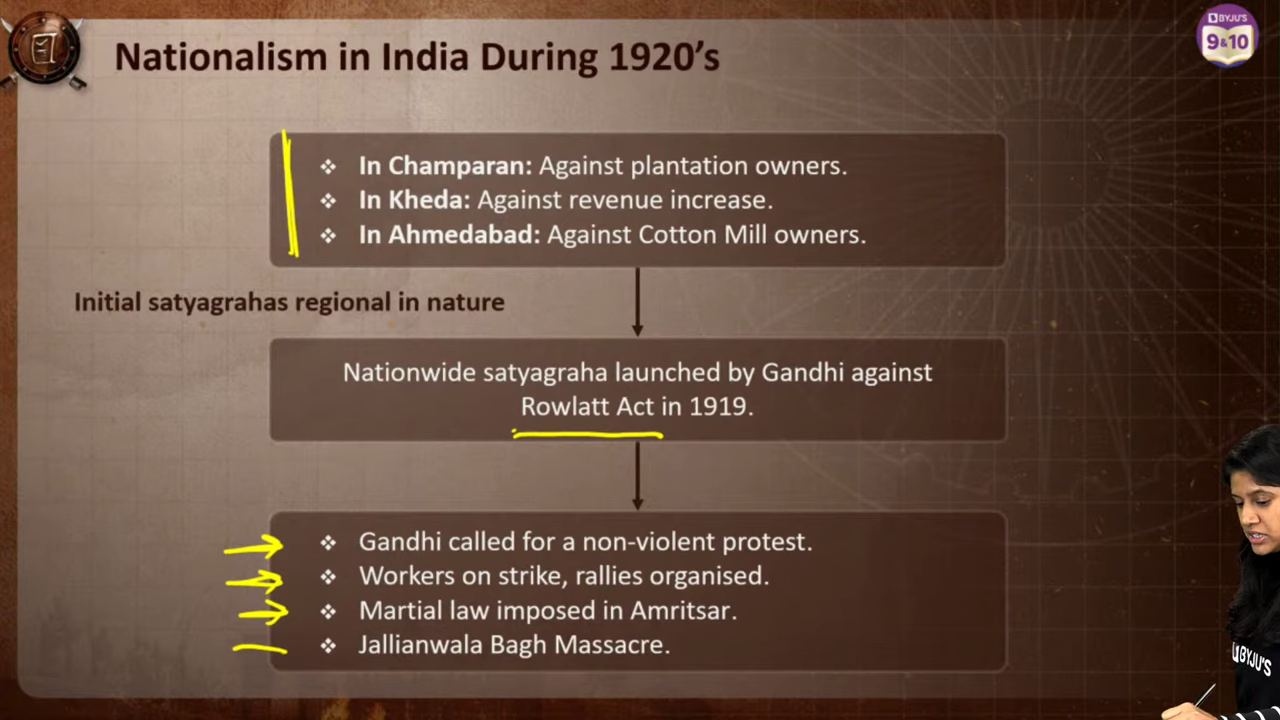 BYJU'S
9&10
Nationalism in India During 1920's
❖ In Champaran: Against plantation owners.
❖ In Kheda: Against revenue increase.
❖ In Ahmedabad: Against Cotton Mill owners.
Initial satyagrahas regional in nature
Nationwide satyagraha launched by Gandhi against
Rowlatt Act in 1919.
❖ Gandhi called for a non-violent protest.
❖ Workers on strike, rallies organised.
❖ Martial law imposed in Amritsar.
❖ Jallianwala Bagh Massacre.
BYJU'S